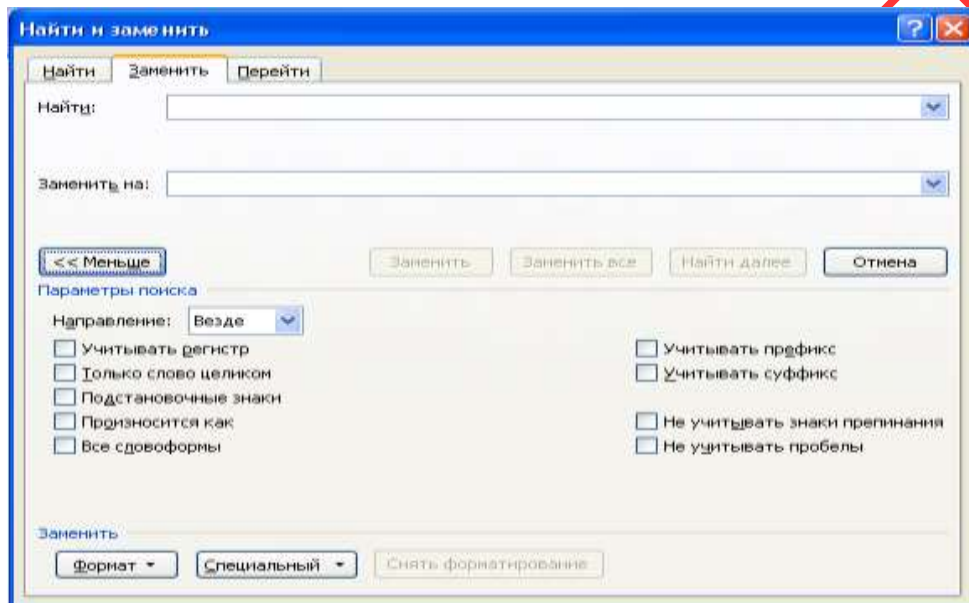 Найти и заменить
Найти Заменить Перейти
Найти:
Заменить на:
<< Меньше Заменить Заменить все Найти далее Отмена
Параметры поиска
Направление: Везде
Учитывать регистр Учитывать префикс
Только слово целиком Учитывать суффикс
Подстановочные знаки
Произносится как Не учитывать знаки препинания
Все словоформы Не учитывать пробелы
Заменить
Формат Специальный Снять форматирование